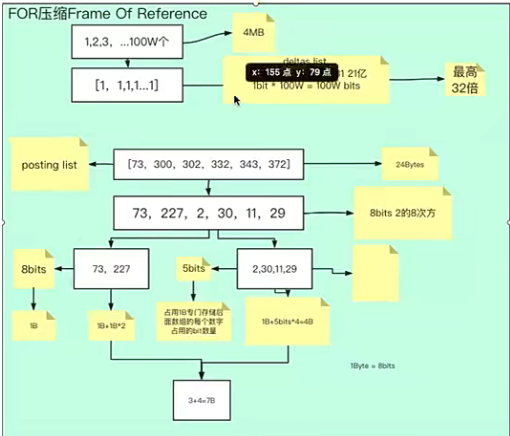 FOR压缩Frame Of Reference
1,2,3, …100W个
4MB
[1, 1,1,1...1]
deltas list
x: 155 点 y: 79 点
1 21亿
1bit * 100W = 100W bits
最高
32倍
posting list
[73, 300, 302, 332, 343, 372]
24Bytes
73, 227, 2, 30, 11, 29
8bits 2的8次方
8bits
73, 227
5bits
2,30,11,29
1B
1B+1B*2
占用1B专门存储后
面数组的每个数字
占用的bit数量
1B+5bits*4=4B
1Byte = 8bits
3+4=7B